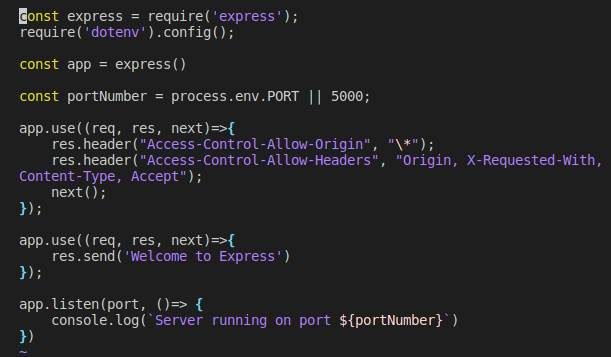 const express = require('express');
require('dotenv').config();
const app = express()
const portNumber = process.env.PORT || 5000;
app.use((req, res, next)=>{
    res.header("Access-Control-Allow-Origin", "\*");
    res.header("Access-Control-Allow-Headers", "Origin, X-Requested-With,
Content-Type, Accept");
    next();
});
app.use((req, res, next)=>{
    res.send('Welcome to Express')
});
app.listen(port, ()=> {
    console.log(`Server running on port ${portNumber}`)
})
~